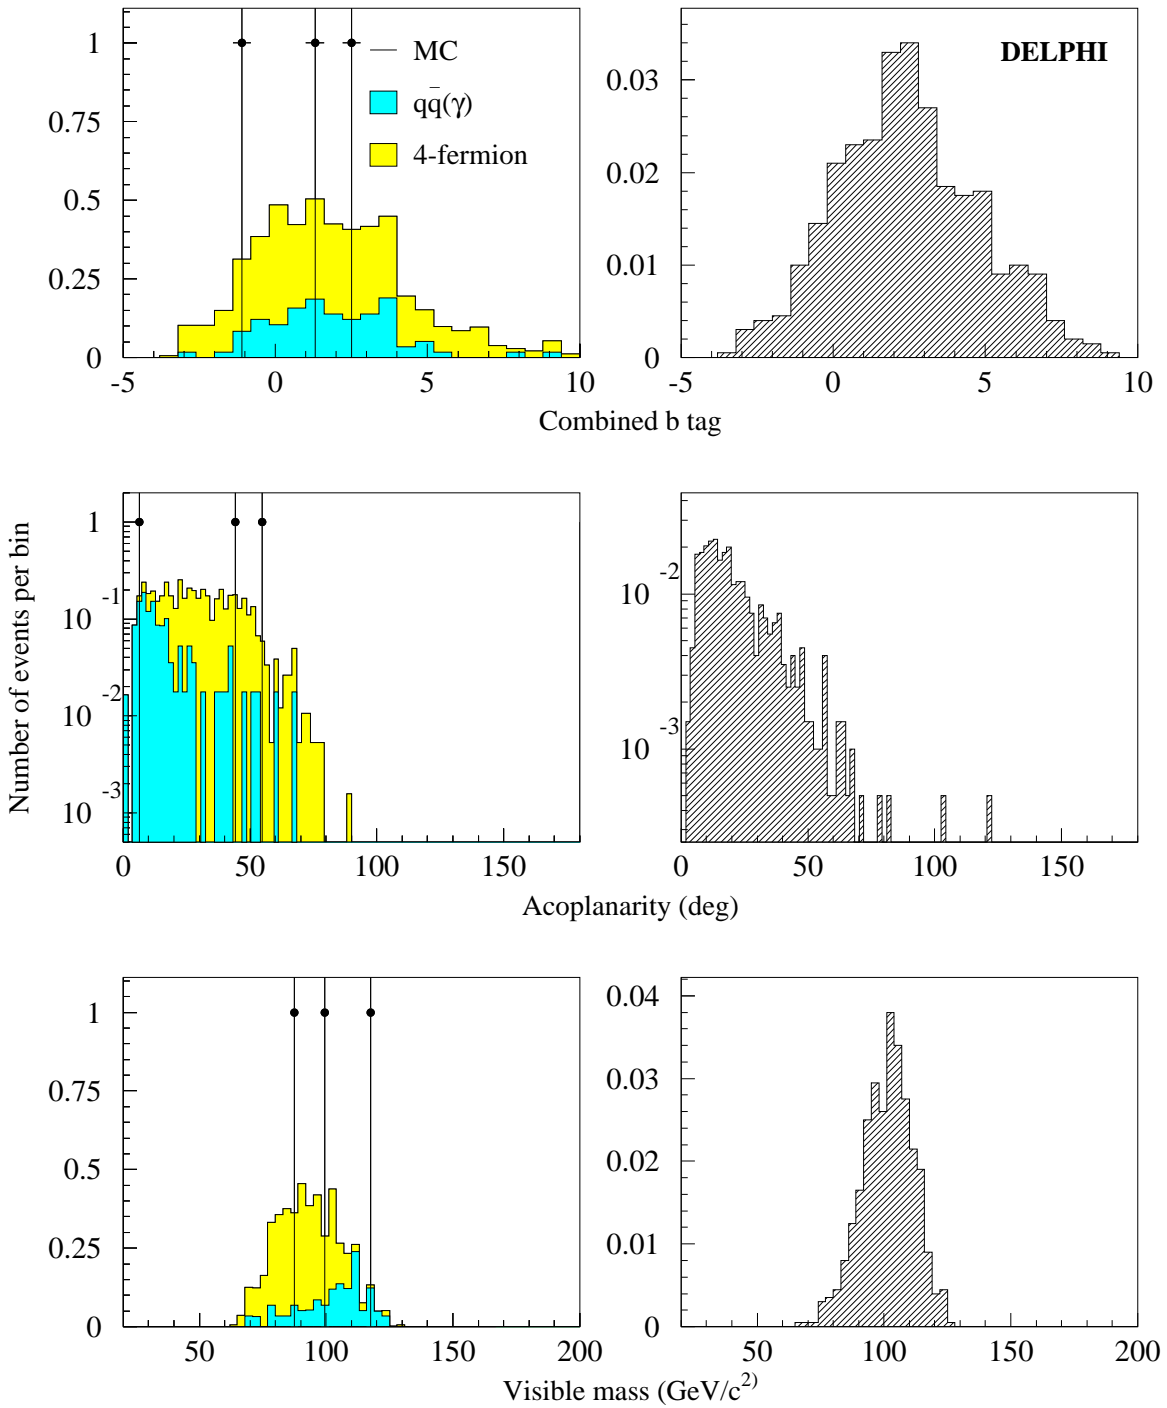 DELPHI
MC
qq̄(γ)
4-fermion
1
0.75
0.5
0.25
0
-5 0 5 10
0.03
0.02
0.01
0
-5 0 5 10
Combined b tag
Number of events per bin
1
10 -1
10 -2
10 -3
0 50 100 150
10 -2
10 -3
0 50 100 150
Acoplanarity (deg)
1
0.75
0.5
0.25
0
50 100 150 200
0.04
0.03
0.02
0.01
0
50 100 150 200
Visible mass (GeV/c²⁾